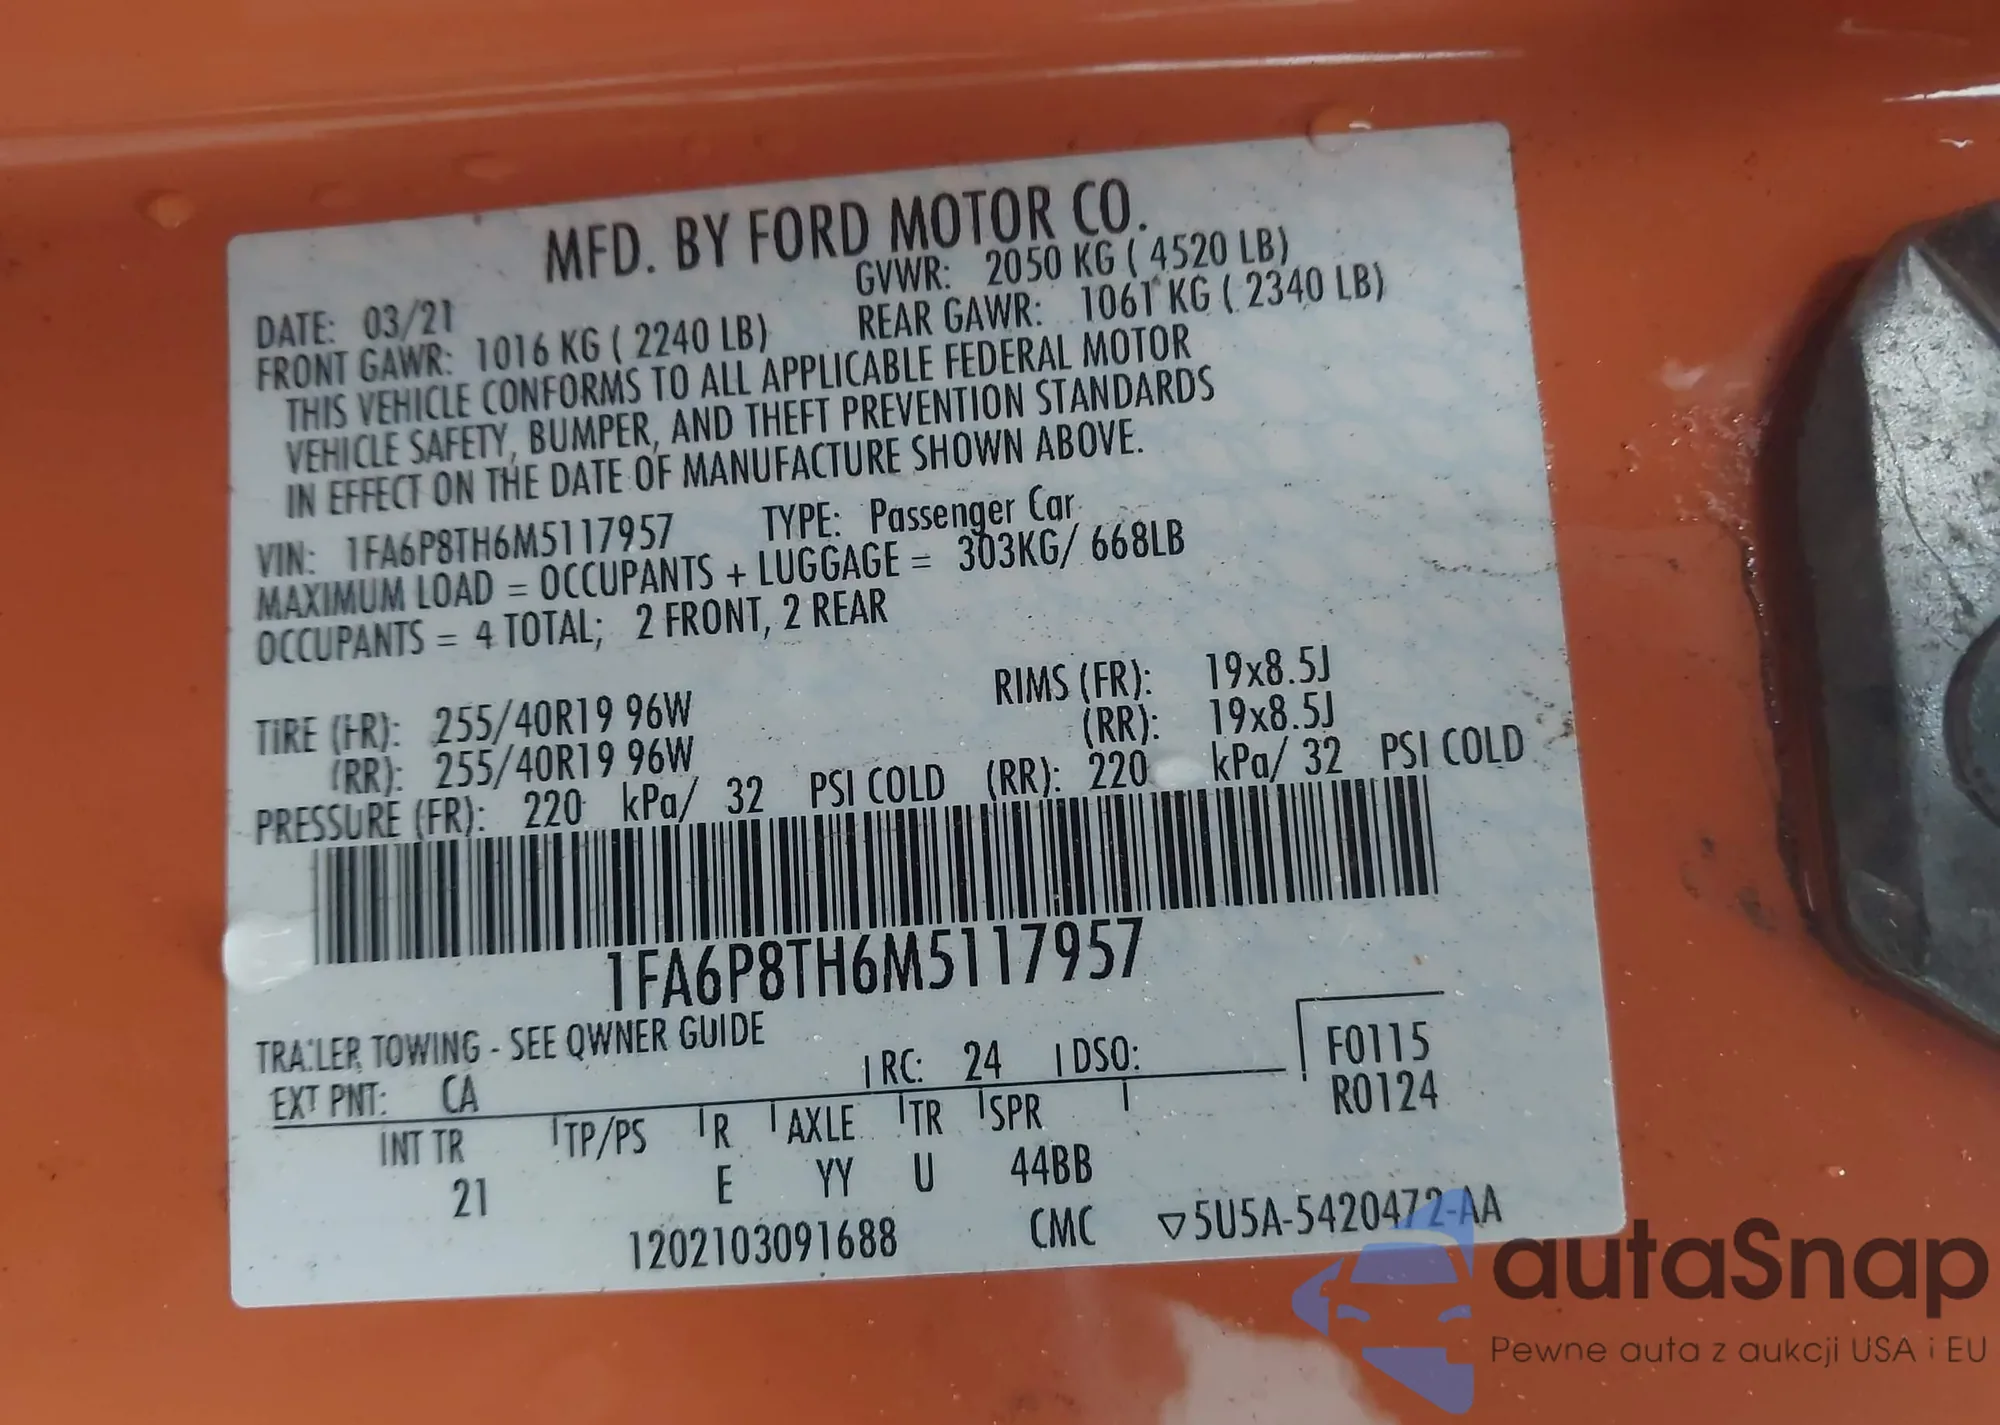 MFD. BY FORD MOTOR CO.
DATE: 03/21 GVWR: 2050 KG ( 4520 LB)
FRONT GAWR: 1016 KG ( 2240 LB) REAR GAWR: 1061 KG ( 2340 LB)
THIS VEHICLE CONFORMS TO ALL APPLICABLE FEDERAL MOTOR
VEHICLE SAFETY, BUMPER, AND THEFT PREVENTION STANDARDS
IN EFFECT ON THE DATE OF MANUFACTURE SHOWN ABOVE.
VIN: 1FA6P8TH6M5117957 TYPE: Passenger Car
MAXIMUM LOAD = OCCUPANTS + LUGGAGE = 303KG/ 668LB
OCCUPANTS = 4 TOTAL; 2 FRONT, 2 REAR
TIRE (FR): 255/40R19 96W RIMS (FR): 19x8.5J
(RR): 255/40R19 96W (RR): 19x8.5J
PRESSURE (FR): 220 kPa/ 32 PSI COLD (RR): 220 kPa/ 32 PSI COLD
1FA6P8TH6M5117957
TRAILER TOWING - SEE OWNER GUIDE
EXT PNT: CA RC: 24 DSO: F0115
R0124
INT TR TP/PS R AXLE TR SPR
21 E YY U 44BB
1202103091688 CMC ▽5U5A-5420472-AA
autaSnap
Pewne auta z aukcji USA i EU